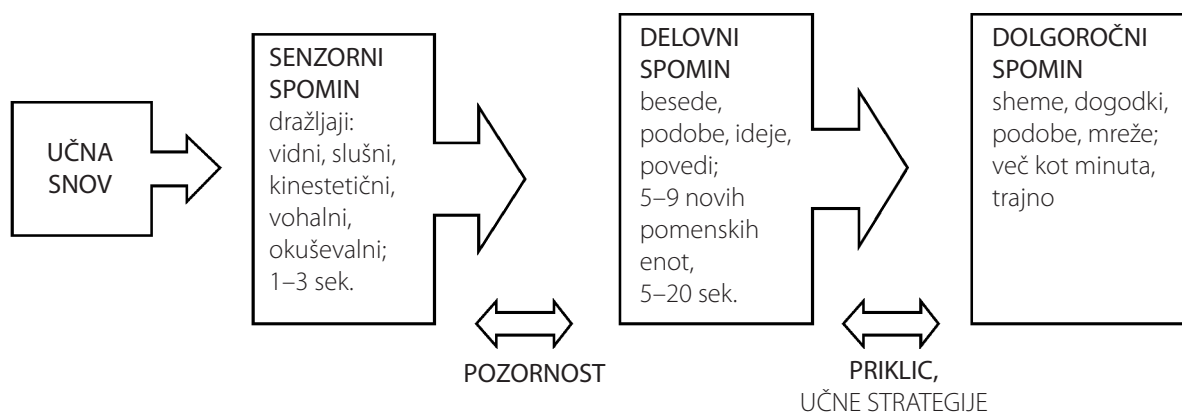 UČNA
SNOV
SENZORNI
SPOMIN
dražljaji:
vidni, slušni,
kinestetični,
vohalni,
okuševalni;
1–3 sek.
POZORNOST
DELOVNI
SPOMIN
besede,
podobe, ideje,
povedi;
5–9 novih
pomenskih
enot,
5–20 sek.
PRIKLIC,
UČNE STRATEGIJE
DOLGOROČNI
SPOMIN
sheme, dogodki,
podobe, mreže;
več kot minuta,
trajno